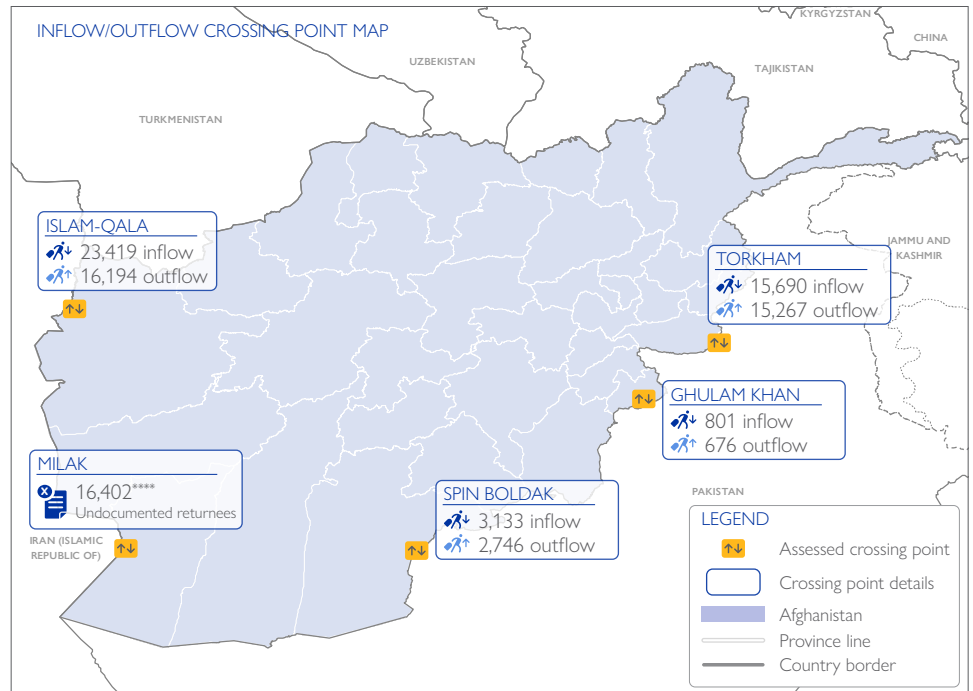 INFLOW/OUTFLOW CROSSING POINT MAP
KYRGYZSTAN
CHINA
UZBEKISTAN
TAJIKISTAN
TURKMENISTAN
ISLAM-QALA
23,419 inflow
16,194 outflow
JAMMU AND
KASHMIR
TORKHAM
15,690 inflow
15,267 outflow
GHULAM KHAN
801 inflow
676 outflow
MILAK
16,402****
Undocumented returnees
IRAN (ISLAMIC
REPUBLIC OF)
SPIN BOLDAK
3,133 inflow
2,746 outflow
PAKISTAN
LEGEND
Assessed crossing point
Crossing point details
Afghanistan
Province line
Country border